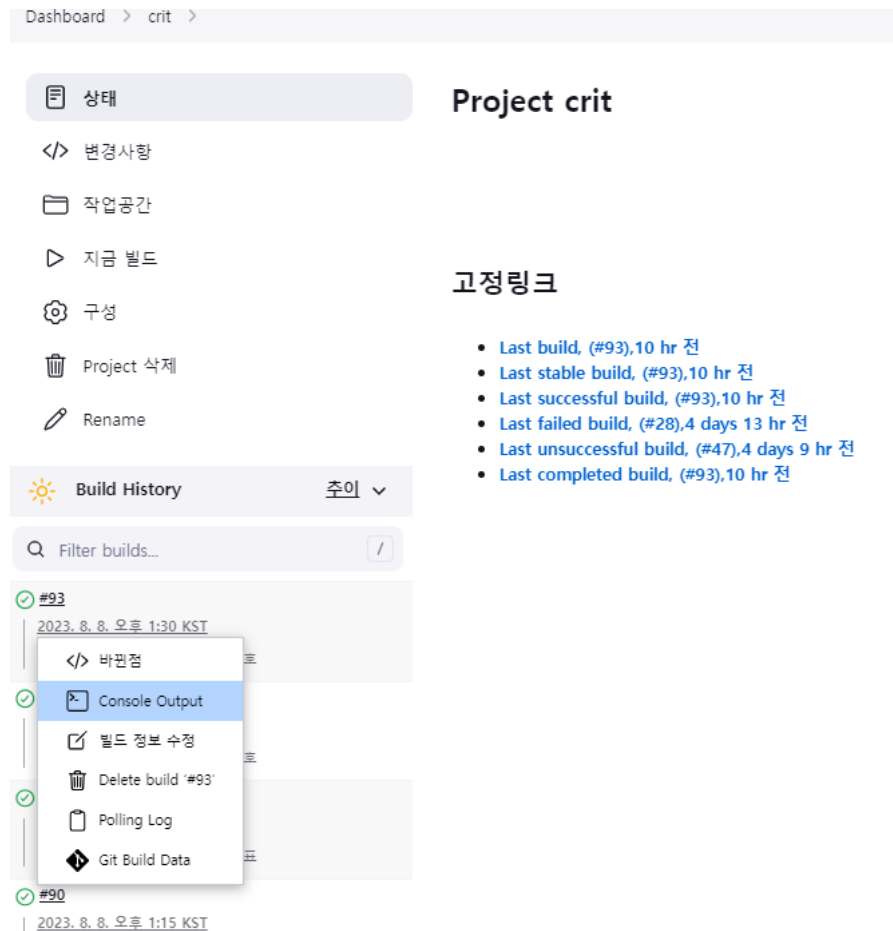 Dashboard > crit >
상태
변경사항
작업공간
지금 빌드
구성
Project 삭제
Rename
Build History 추이
Filter builds... /
#93
2023. 8. 8. 오후 1:30 KST
호
바뀐점
Console Output
빌드 정보 수정
호
Delete build '#93'
Polling Log
Git Build Data
표
#90
2023. 8. 8. 오후 1:15 KST
Project crit
고정링크
Last build, (#93),10 hr 전
Last stable build, (#93),10 hr 전
Last successful build, (#93),10 hr 전
Last failed build, (#28),4 days 13 hr 전
Last unsuccessful build, (#47),4 days 9 hr 전
Last completed build, (#93),10 hr 전